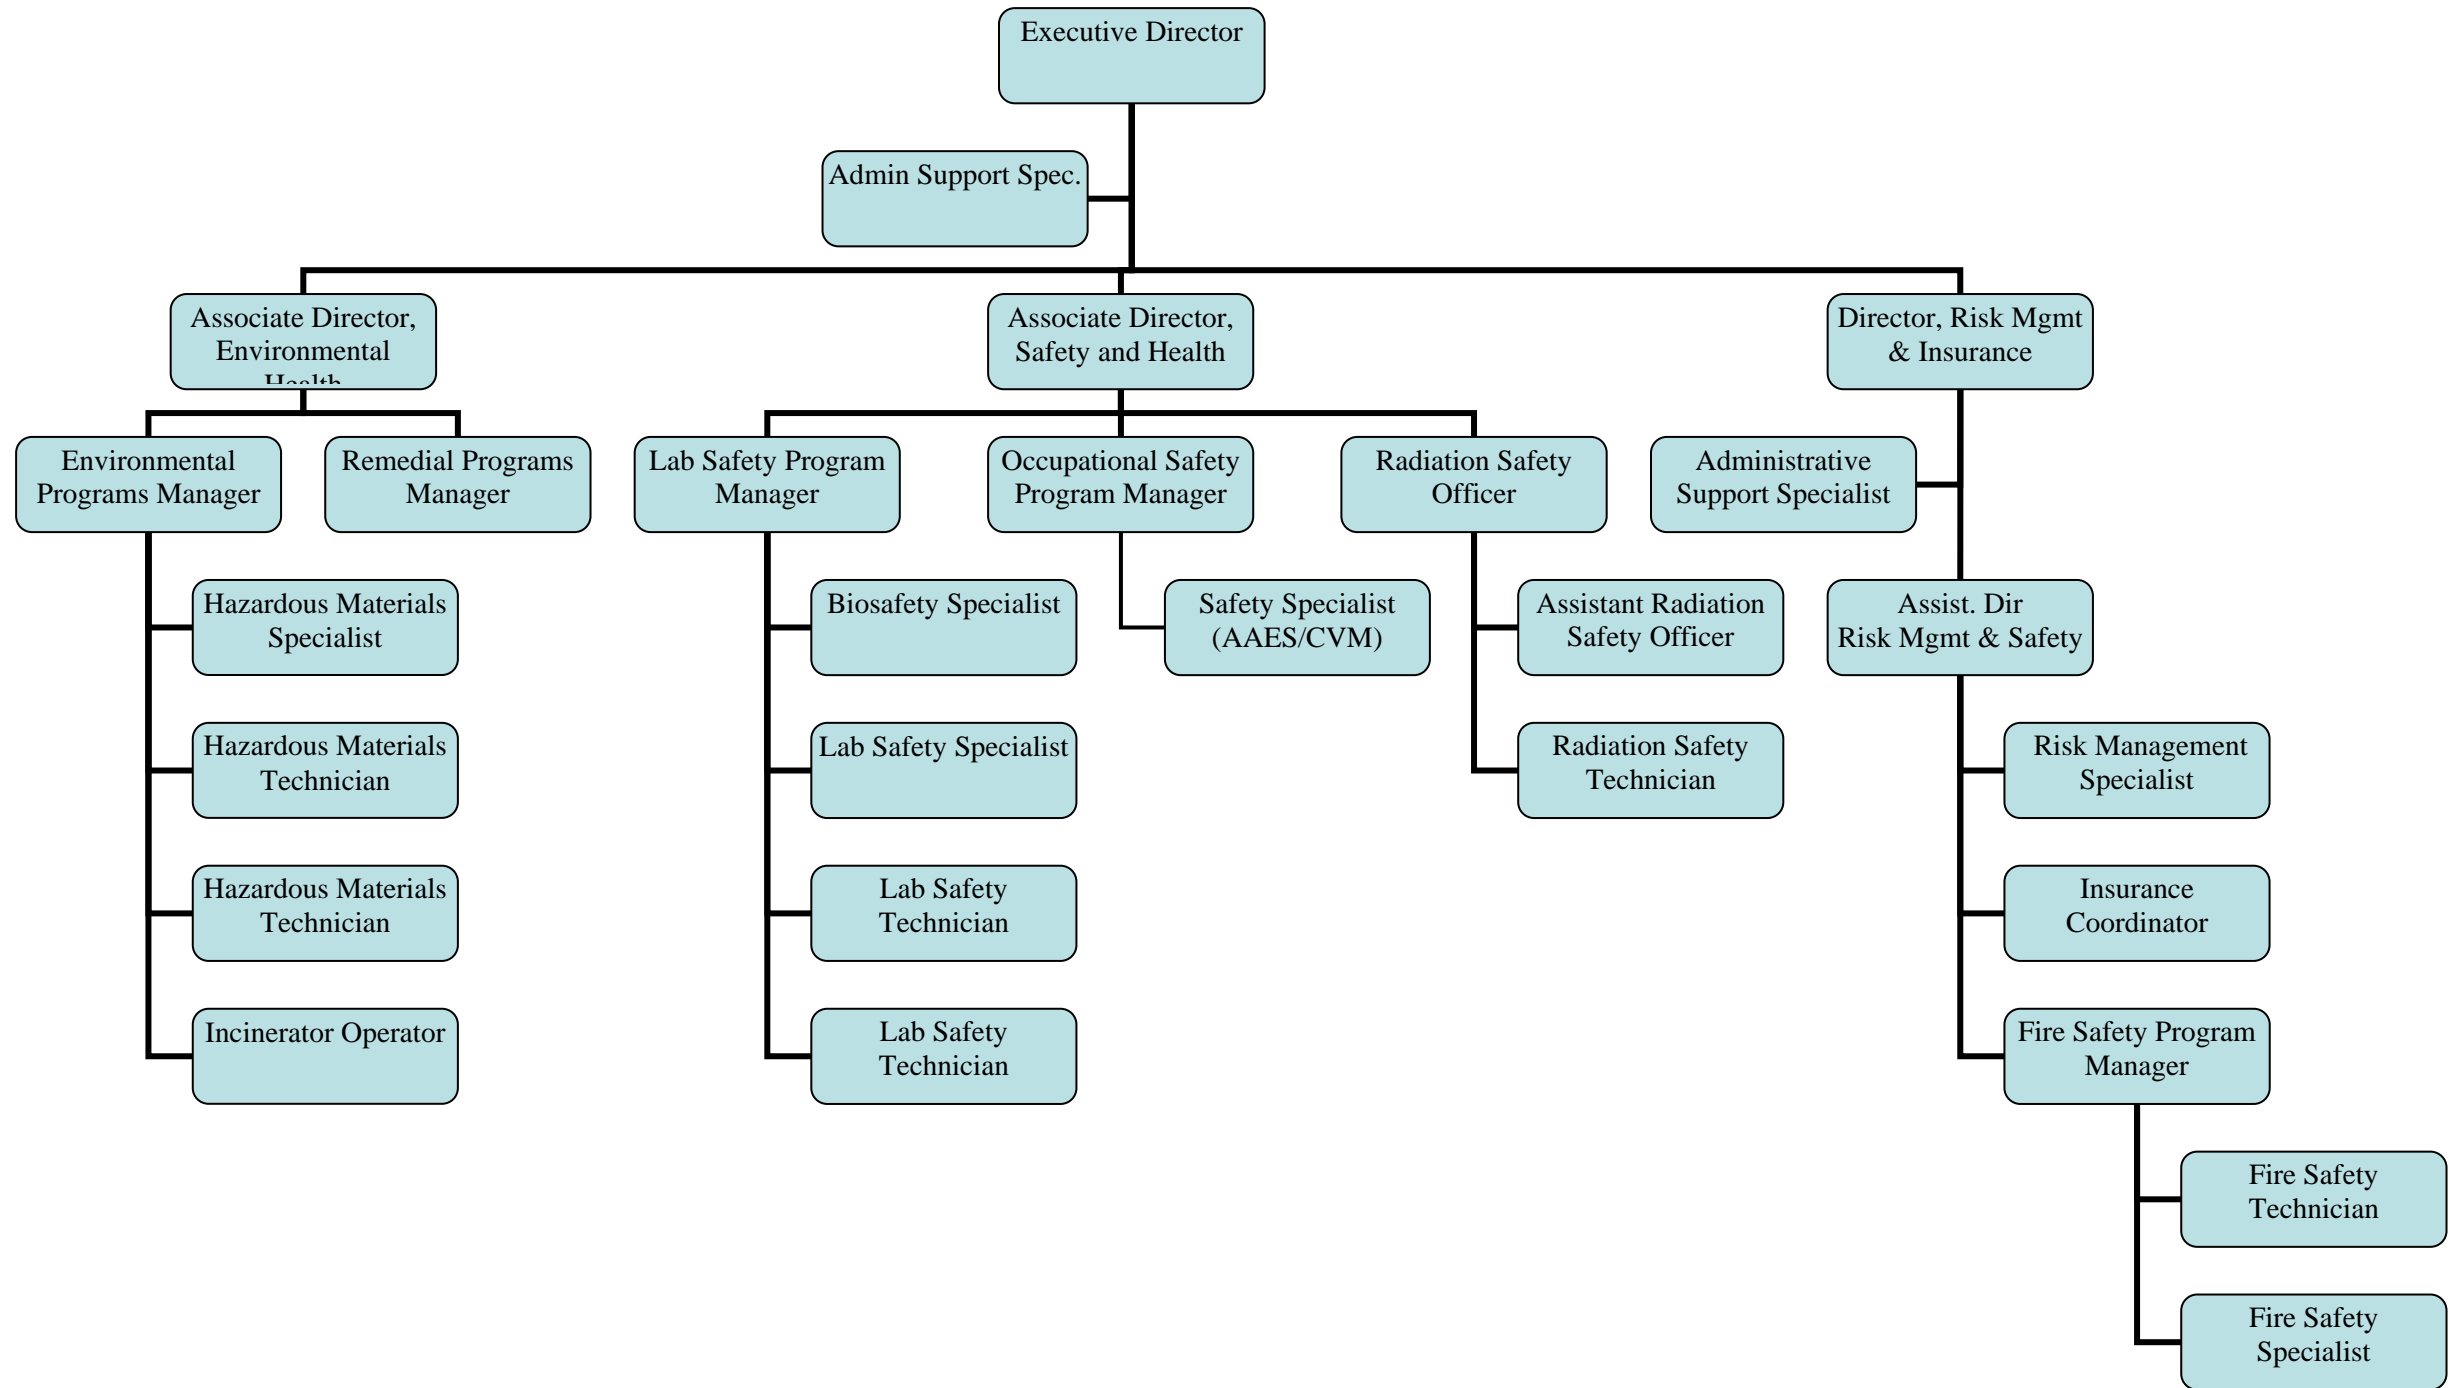 Executive Director
Admin Support Spec.
Associate Director,
Environmental
Health
Associate Director,
Safety and Health
Director, Risk Mgmt
& Insurance
Environmental
Programs Manager
Remedial Programs
Manager
Lab Safety Program
Manager
Occupational Safety
Program Manager
Radiation Safety
Officer
Administrative
Support Specialist
Hazardous Materials
Specialist
Biosafety Specialist
Safety Specialist
(AAES/CVM)
Assistant Radiation
Safety Officer
Assist. Dir
Risk Mgmt & Safety
Hazardous Materials
Technician
Lab Safety Specialist
Radiation Safety
Technician
Risk Management
Specialist
Hazardous Materials
Technician
Lab Safety
Technician
Insurance
Coordinator
Incinerator Operator
Lab Safety
Technician
Fire Safety Program
Manager
Fire Safety
Technician
Fire Safety
Specialist